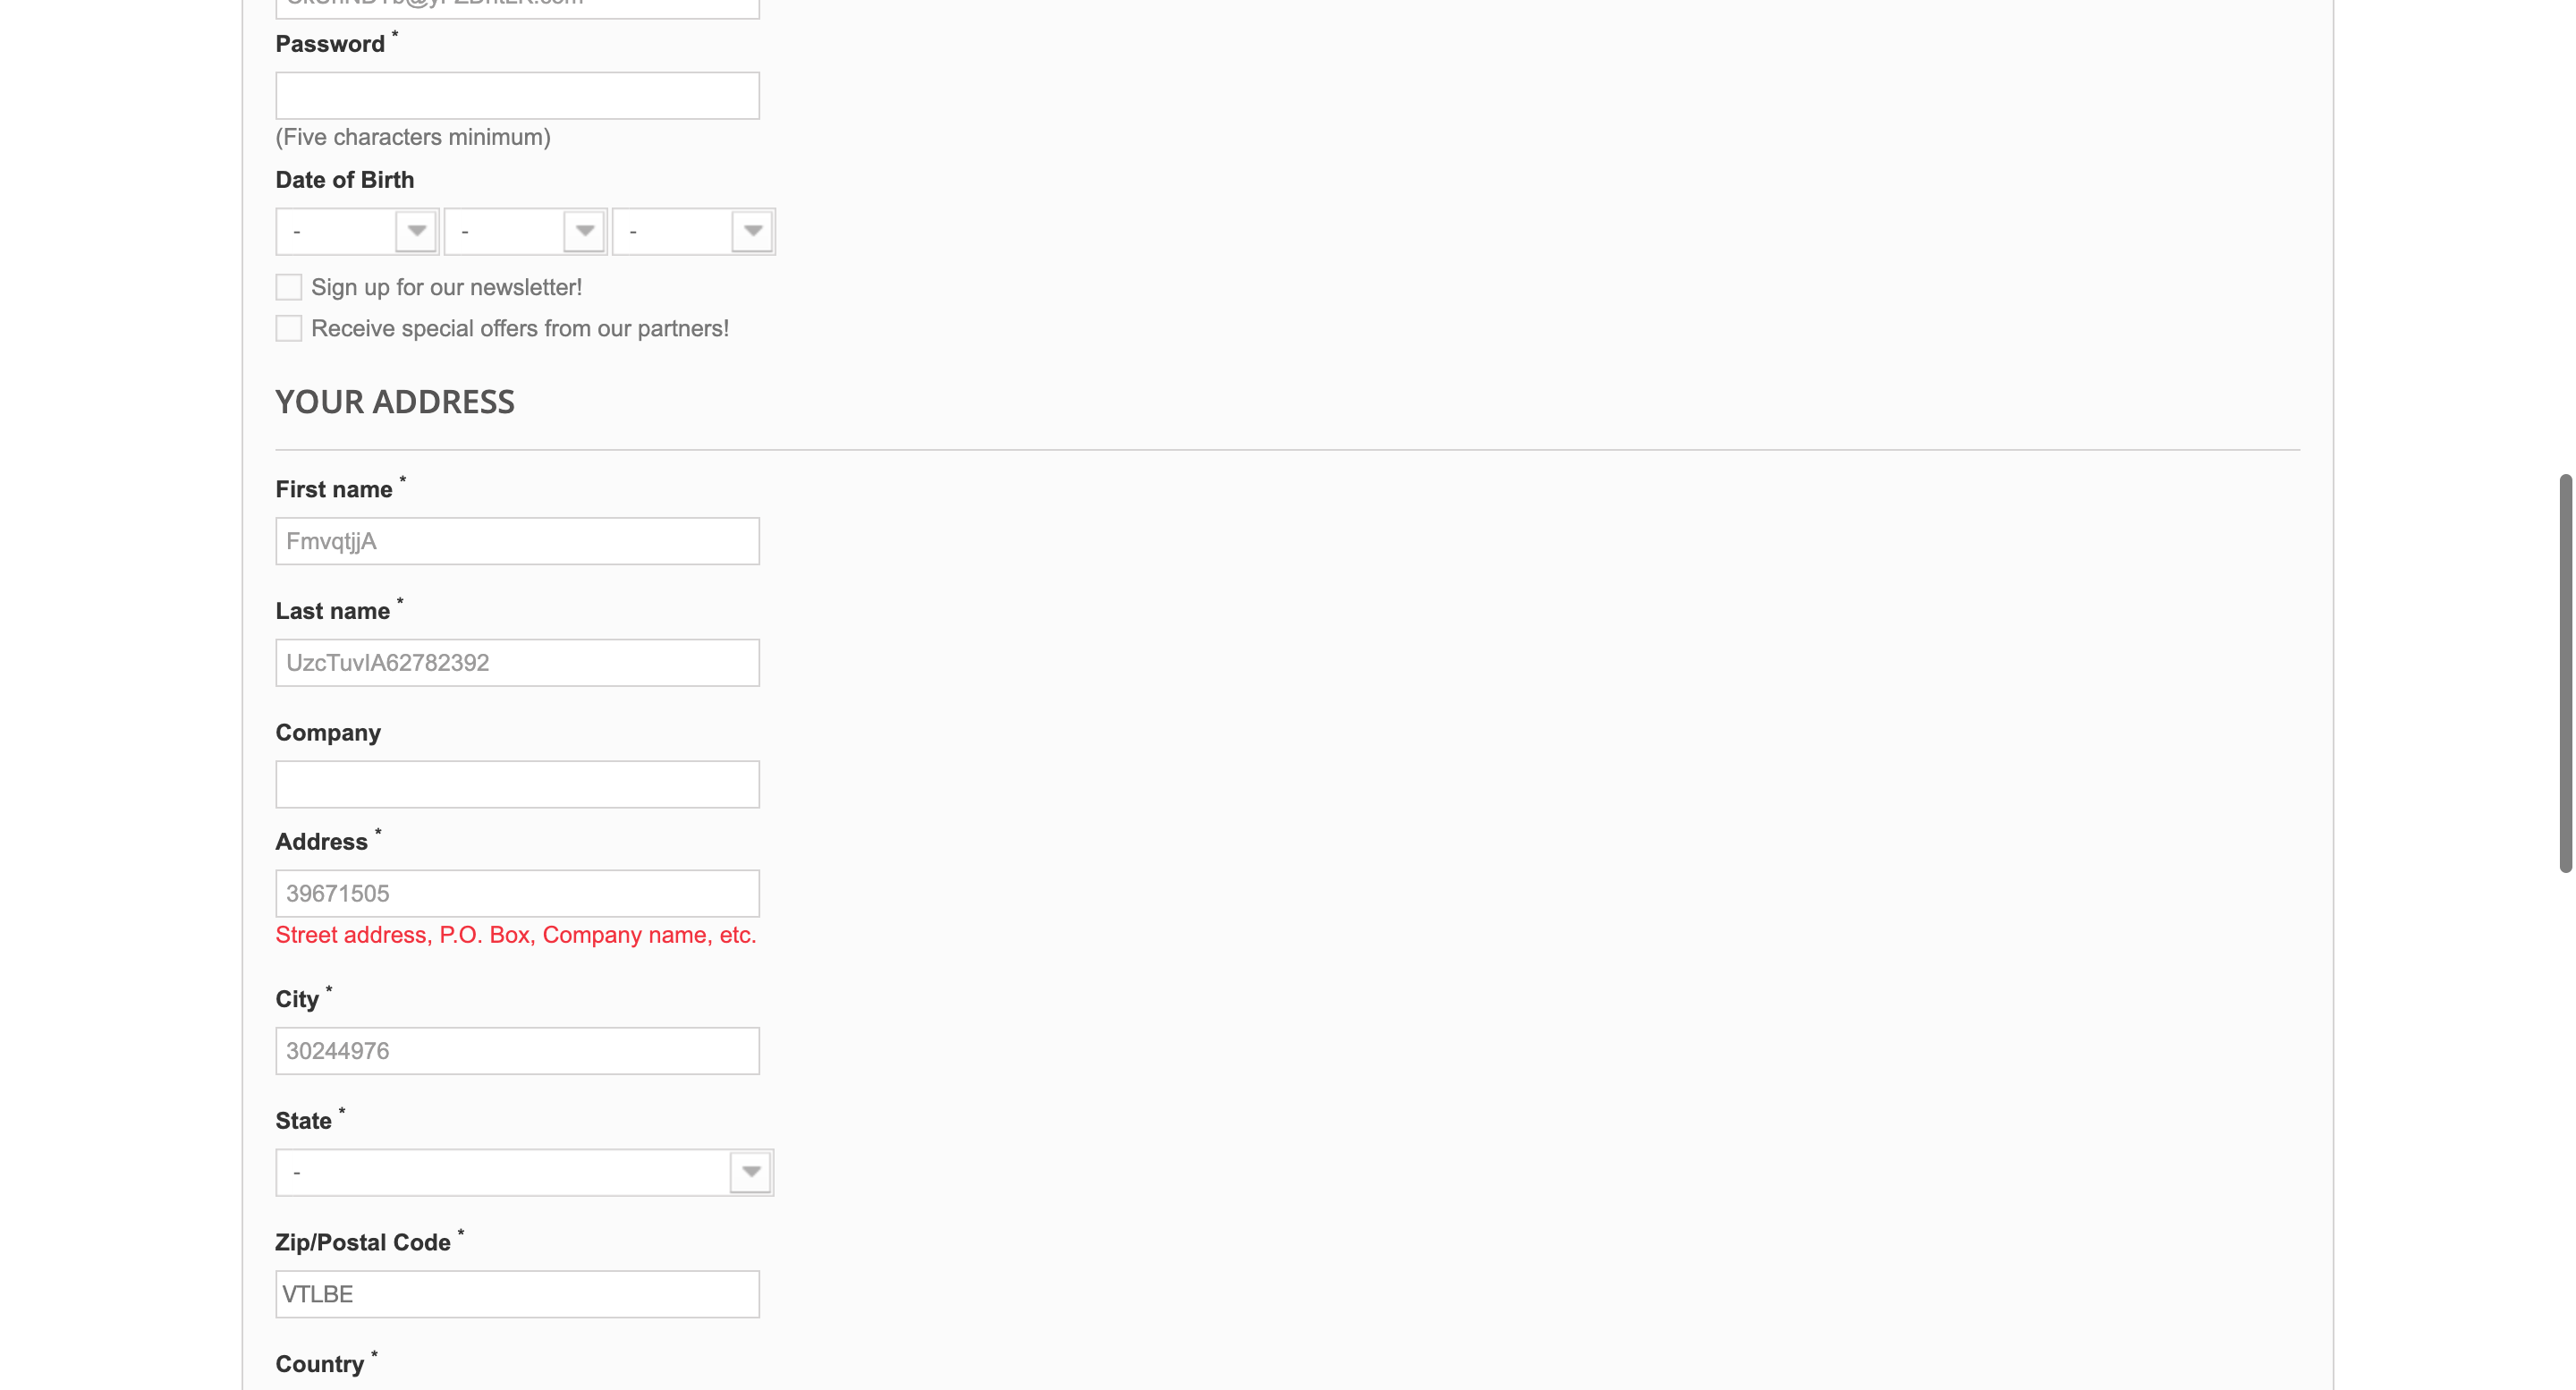 Password *
(Five characters minimum)
Date of Birth
- - -
Sign up for our newsletter!
Receive special offers from our partners!
YOUR ADDRESS
First name *
FmvqtjjA
Last name *
UzcTuvIA62782392
Company
Address *
39671505
Street address, P.O. Box, Company name, etc.
City *
30244976
State *
-
Zip/Postal Code *
VTLBE
Country *